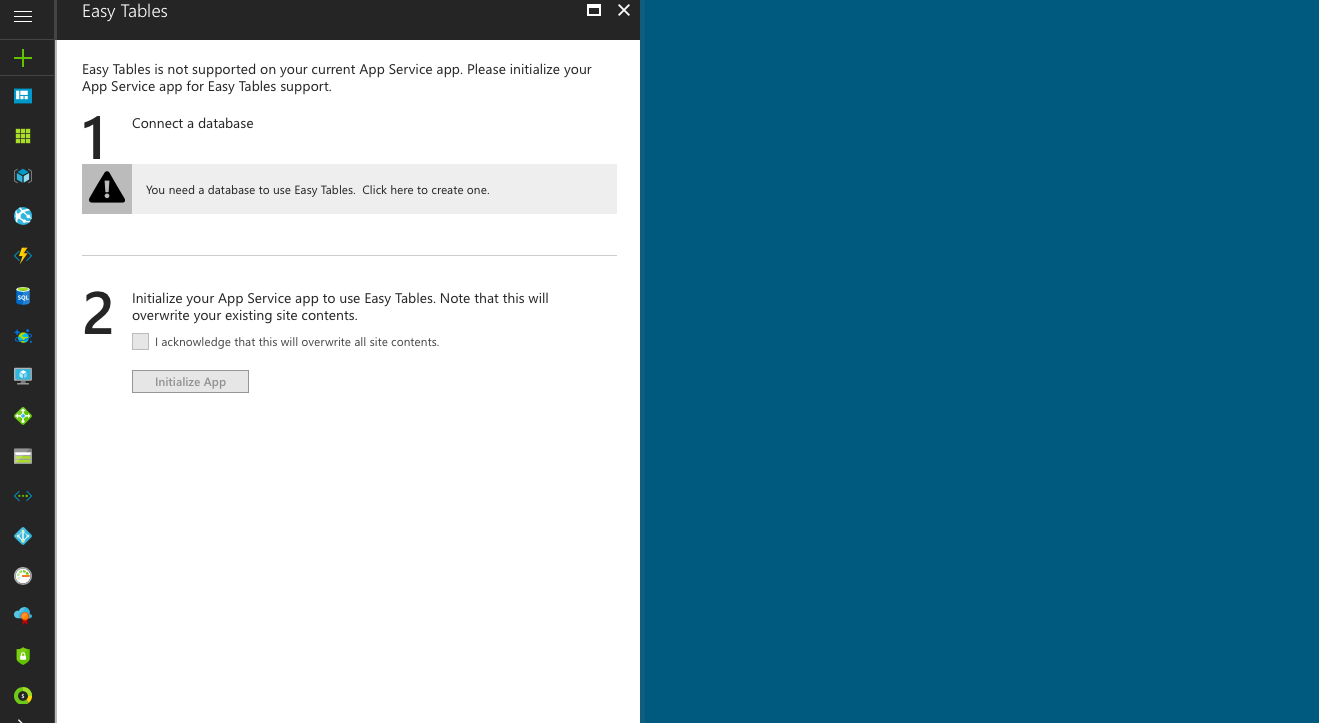 Easy Tables
Easy Tables is not supported on your current App Service app. Please initialize your
App Service app for Easy Tables support.
1
Connect a database
You need a database to use Easy Tables.  Click here to create one.
2
Initialize your App Service app to use Easy Tables. Note that this will
overwrite your existing site contents.
I acknowledge that this will overwrite all site contents.
Initialize App
SQL